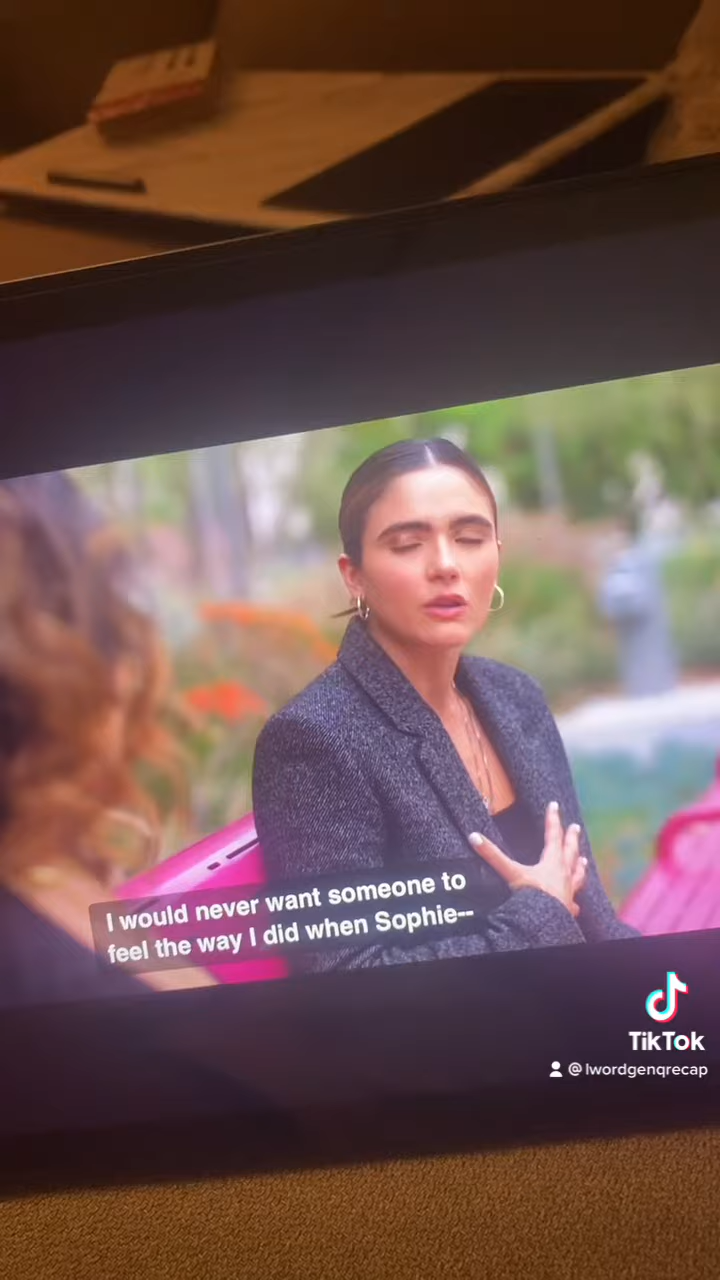 I would never want someone to
feel the way I did when Sophie--
TikTok
@lwordgenqrecap